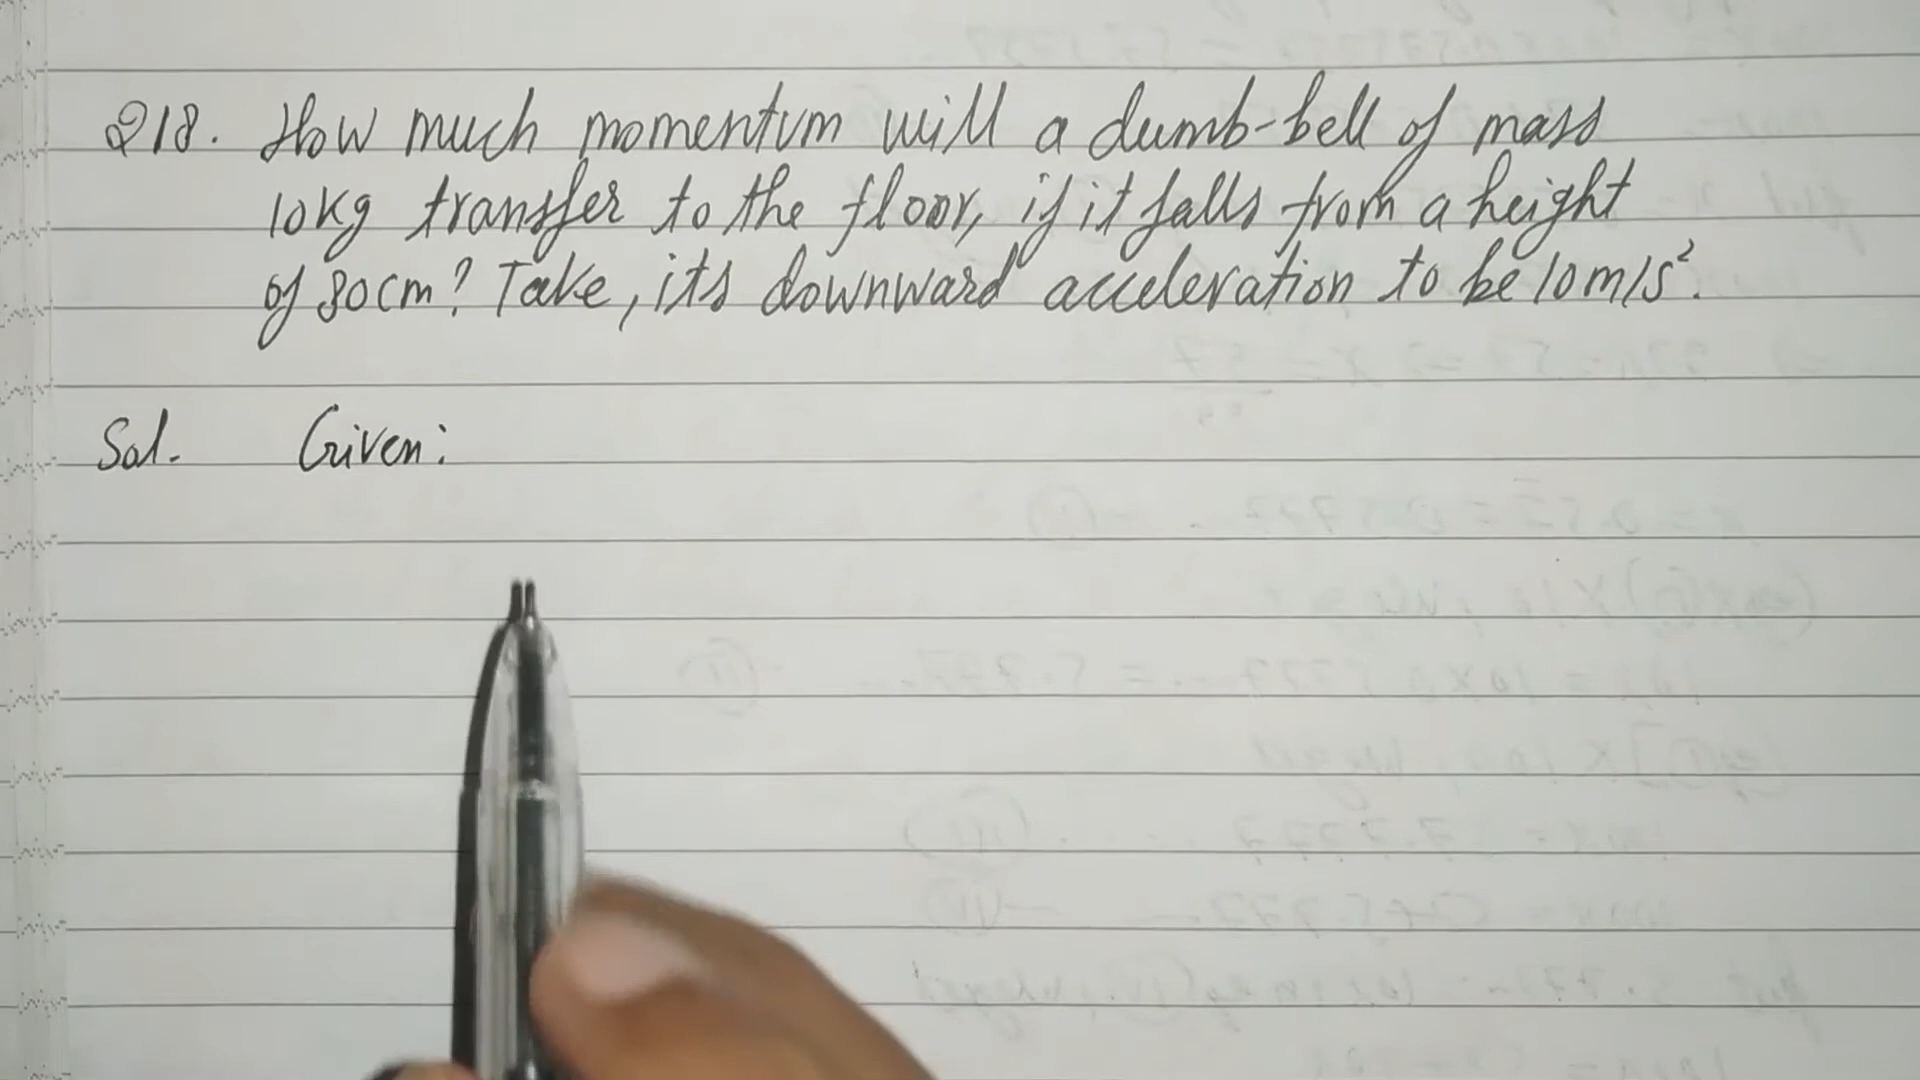 Q18. How much momentum will a dumb-bell of mass
10kg transfer to the floor, if it falls from a height
of 80cm? Take, its downward acceleration to be 10m/s².
Sol. Given: